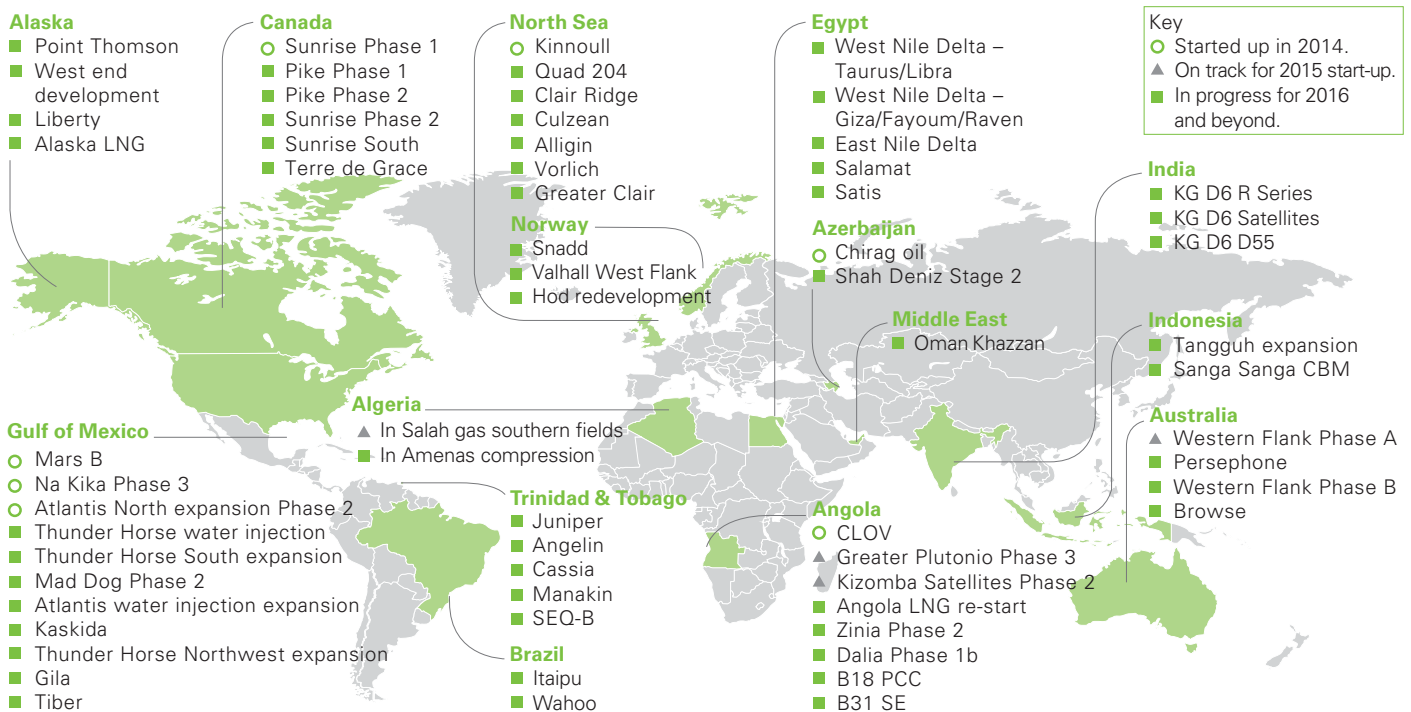 Alaska
Point Thomson
West end
development
Liberty
Alaska LNG
Canada
Sunrise Phase 1
Pike Phase 1
Pike Phase 2
Sunrise Phase 2
Sunrise South
Terre de Grace
North Sea
Kinnoull
Quad 204
Clair Ridge
Culzean
Alligin
Vorlich
Greater Clair
Norway
Snadd
Valhall West Flank
Hod redevelopment
Egypt
West Nile Delta –
Taurus/Libra
West Nile Delta –
Giza/Fayoum/Raven
East Nile Delta
Salamat
Satis
Azerbaijan
Chirag oil
Shah Deniz Stage 2
Middle East
Oman Khazzan
Key
Started up in 2014.
On track for 2015 start-up.
In progress for 2016
and beyond.
India
KG D6 R Series
KG D6 Satellites
KG D6 D55
Indonesia
Tangguh expansion
Sanga Sanga CBM
Australia
Western Flank Phase A
Persephone
Western Flank Phase B
Browse
Gulf of Mexico
Mars B
Na Kika Phase 3
Atlantis North expansion Phase 2
Thunder Horse water injection
Thunder Horse South expansion
Mad Dog Phase 2
Atlantis water injection expansion
Kaskida
Thunder Horse Northwest expansion
Gila
Tiber
Algeria
In Salah gas southern fields
In Amenas compression
Trinidad & Tobago
Juniper
Angelin
Cassia
Manakin
SEQ-B
Brazil
Itaipu
Wahoo
Angola
CLOV
Greater Plutonio Phase 3
Kizomba Satellites Phase 2
Angola LNG re-start
Zinia Phase 2
Dalia Phase 1b
B18 PCC
B31 SE